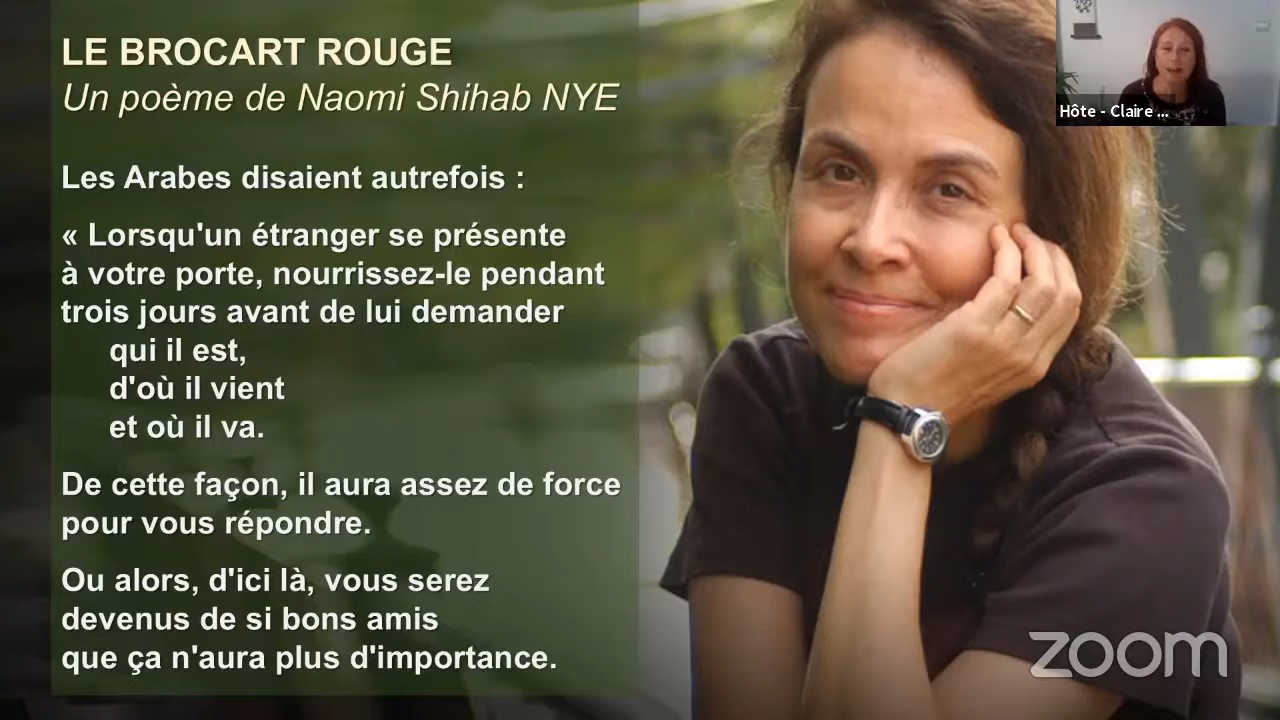 LE BROCART ROUGE
Un poème de Naomi Shihab NYE
Les Arabes disaient autrefois :
« Lorsqu'un étranger se présente
à votre porte, nourrissez-le pendant
trois jours avant de lui demander
qui il est,
d'où il vient
et où il va.
De cette façon, il aura assez de force
pour vous répondre.
Ou alors, d'ici là, vous serez
devenus de si bons amis
que ça n'aura plus d'importance.
Hôte - Claire ...
zoom